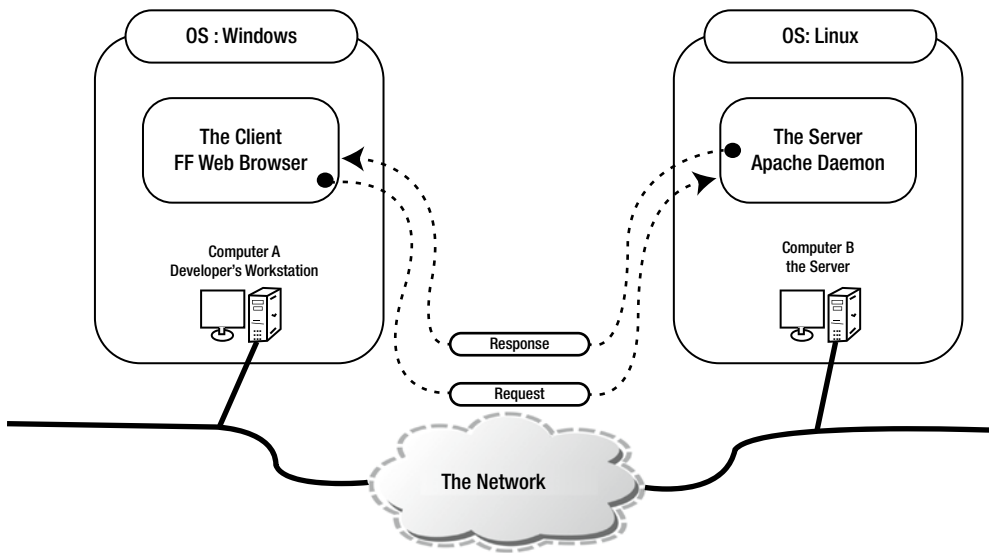 OS : Windows
OS: Linux
The Client
FF Web Browser
The Server
Apache Daemon
Computer A
Developer's Workstation
Computer B
the Server
Response
Request
The Network